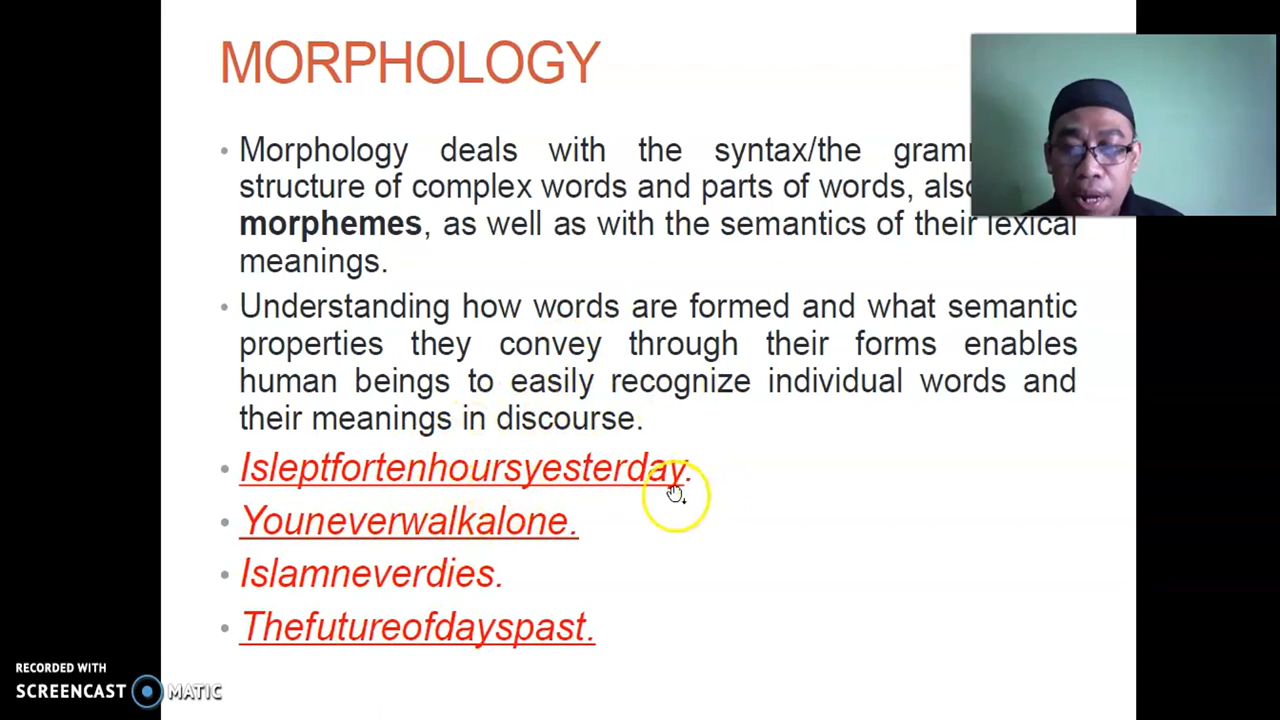 MORPHOLOGY
• Morphology deals with the syntax/the gramm
structure of complex words and parts of words, also
morphemes, as well as with the semantics of their lexical
meanings.
• Understanding how words are formed and what semantic
properties they convey through their forms enables
human beings to easily recognize individual words and
their meanings in discourse.
• Isleptfortenhoursyesterday.
• Youneverwalkalone.
• Islamneverdies.
• Thefutureofdayspast.
RECORDED WITH
SCREENCAST MATIC